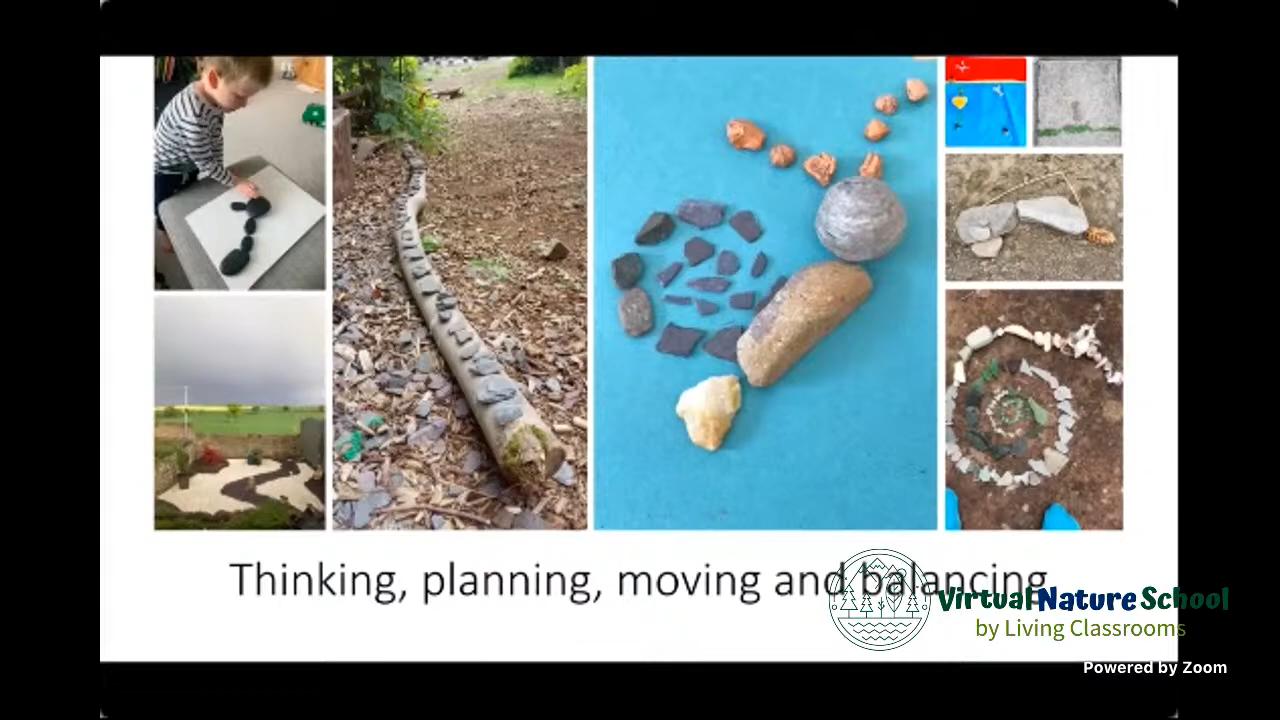 Thinking, planning, moving and balancing
Virtual Nature School
by Living Classrooms
Powered by Zoom